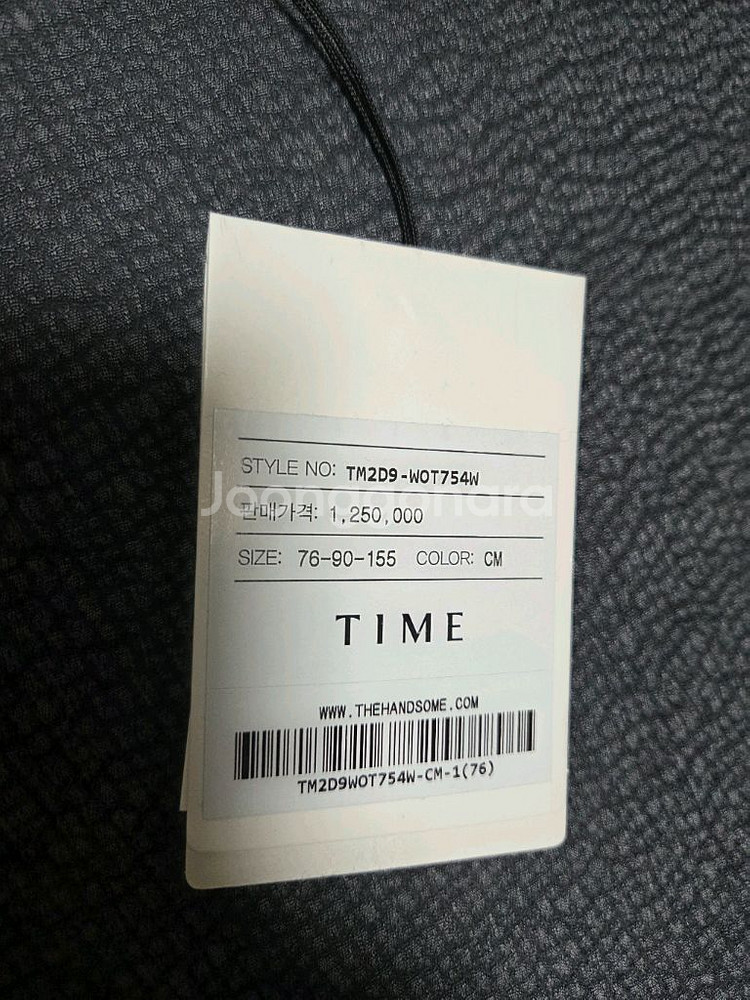 STYLE NO: TM2D9-WOT754W
Joonggonara
판매가격: 1,250,000
SIZE: 76-90-155 COLOR: CM
TIME
WWW.THEHANDSOME.COM
TM2D9WOT754W-CM-1(76)